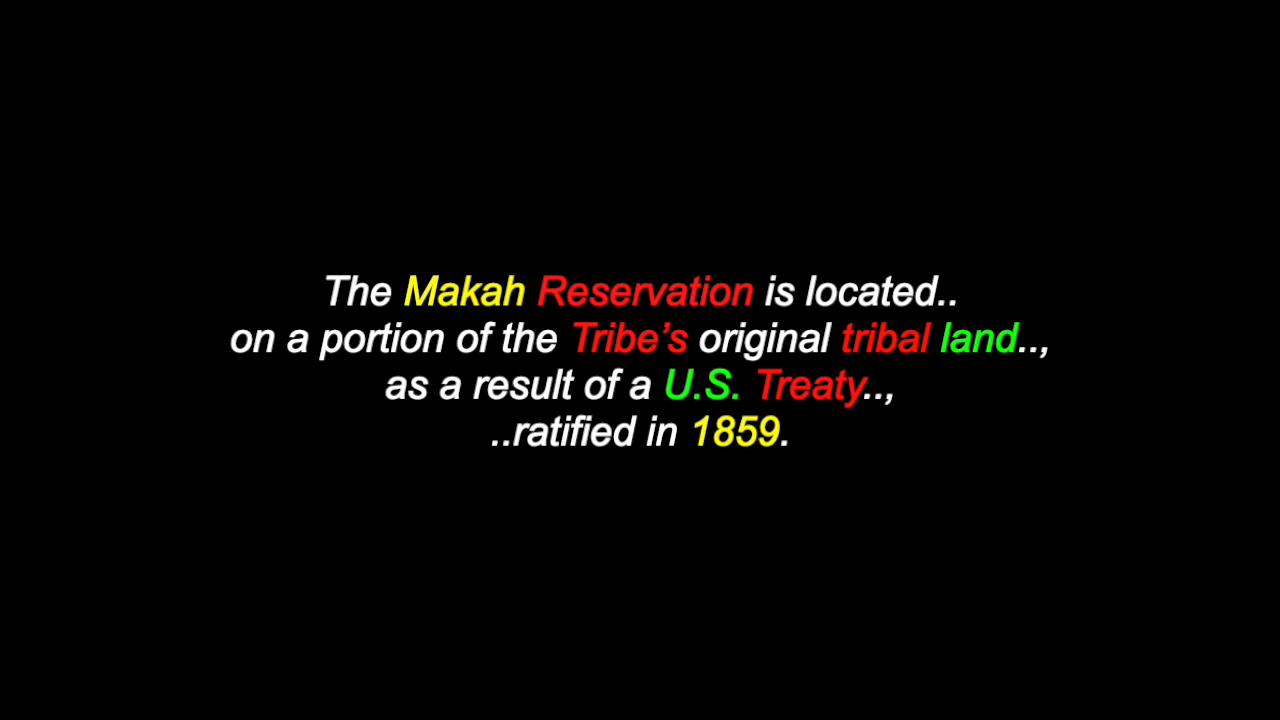 The Makah Reservation is located..
on a portion of the Tribe’s original tribal land..,
as a result of a U.S. Treaty..,
..ratified in 1859.